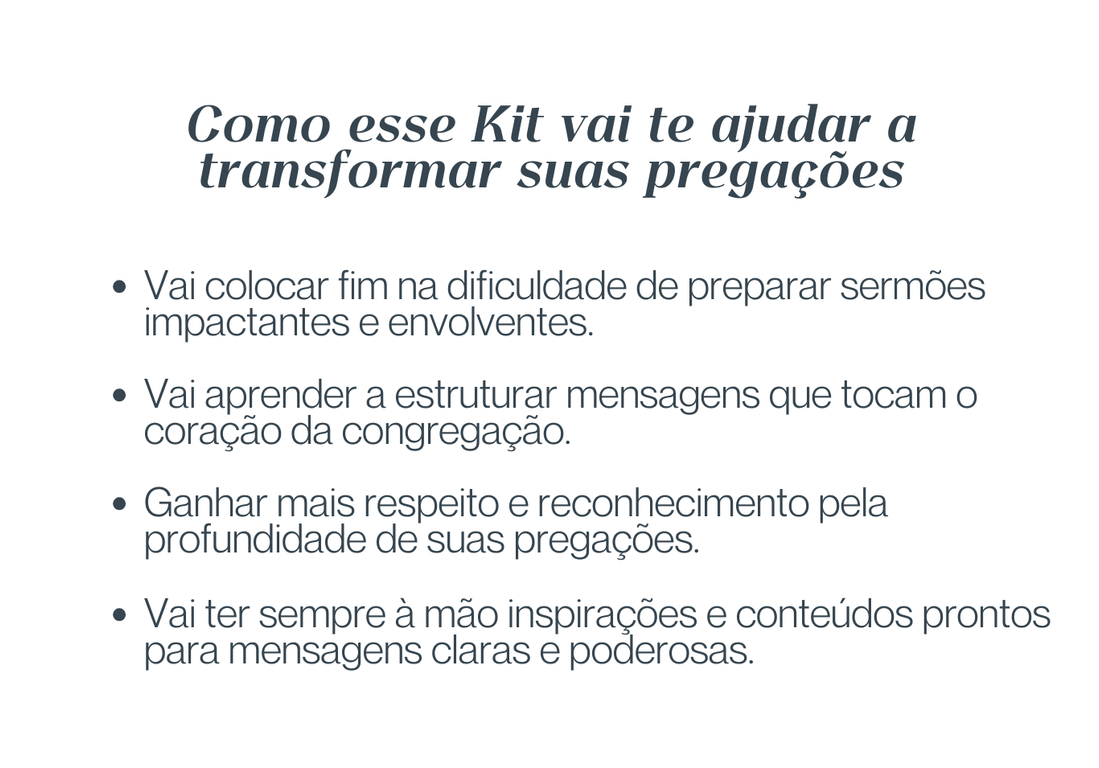 Como esse Kit vai te ajudar a
transformar suas pregações
• Vai colocar fim na dificuldade de preparar sermões
impactantes e envolventes.
• Vai aprender a estruturar mensagens que tocam o
coração da congregação.
• Ganhar mais respeito e reconhecimento pela
profundidade de suas pregações.
• Vai ter sempre à mão inspirações e conteúdos prontos
para mensagens claras e poderosas.